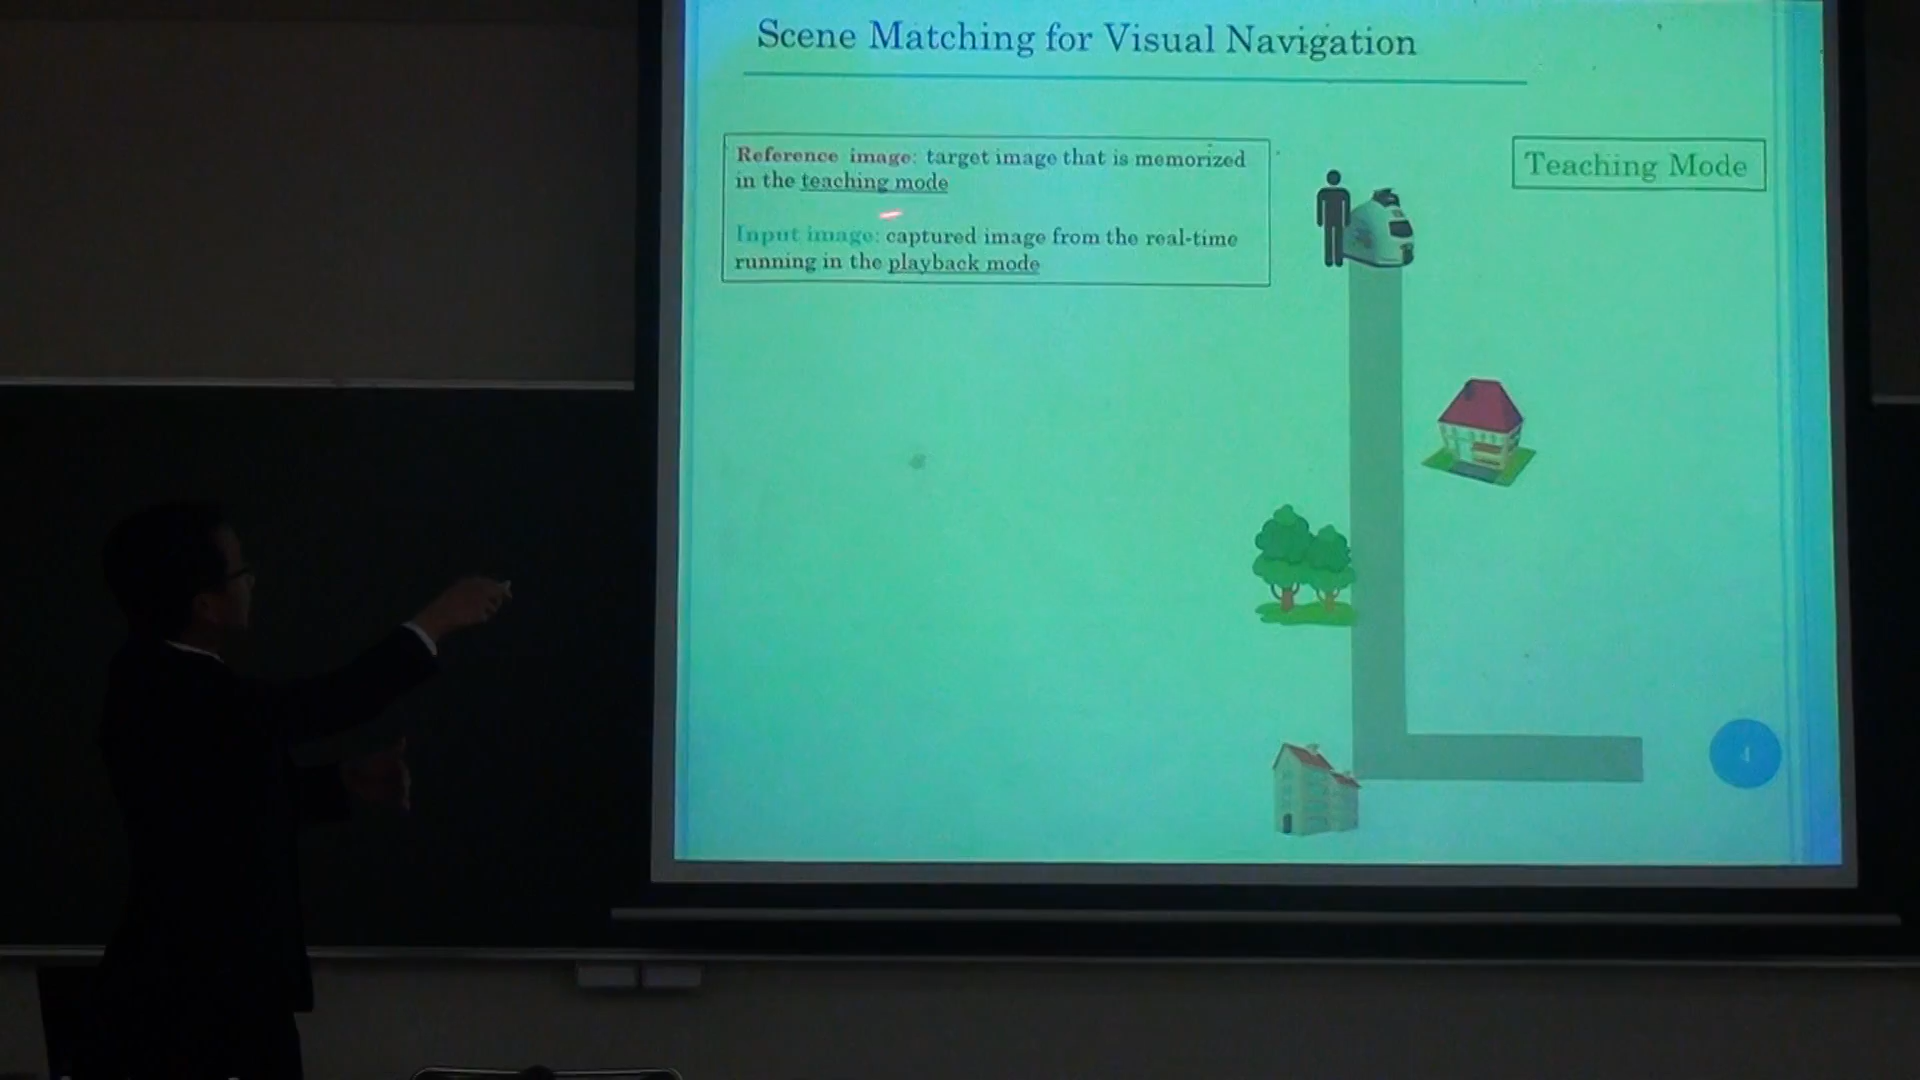 Scene Matching for Visual Navigation
Reference image: target image that is memorized
in the teaching mode
Input image: captured image from the real-time
running in the playback mode
Teaching Mode
4